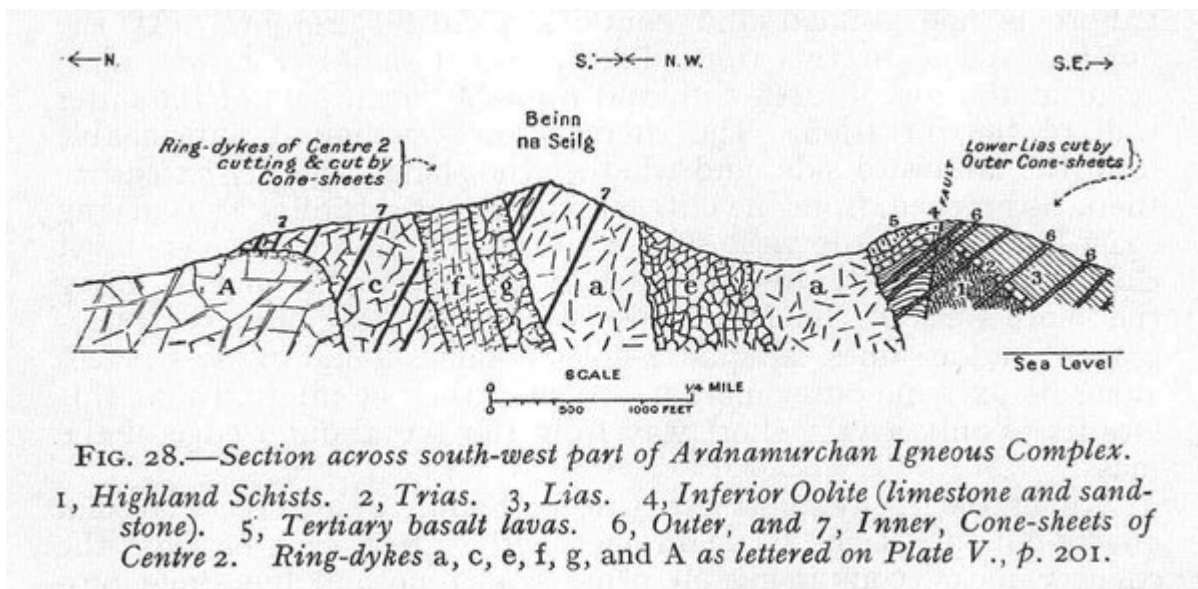 ← N.
S. →← N.W.
S.E. →
Beinn
na Seilg
Ring-dykes of Centre 2
cutting & cut by
Cone-sheets
Lower Lias cut by
Outer Cone-sheets
FAULT
7
7
7
5
4
6
6
6
A
c
f
g
a
e
a
1
2
3
Sea Level
SCALE
0
500
1000 FEET
1/4 MILE
FIG. 28.—Section across south-west part of Ardnamurchan Igneous Complex.
1, Highland Schists. 2, Trias. 3, Lias. 4, Inferior Oolite (limestone and sand-
stone). 5, Tertiary basalt lavas. 6, Outer, and 7, Inner, Cone-sheets of
Centre 2. Ring-dykes a, c, e, f, g, and A as lettered on Plate V., p. 201.